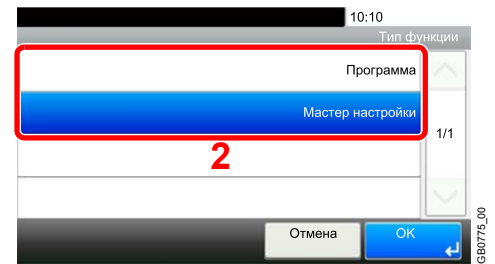 10:10
Тип функции
Программа
Мастер настройки
1/1
2
Отмена
OK
GB0775_00